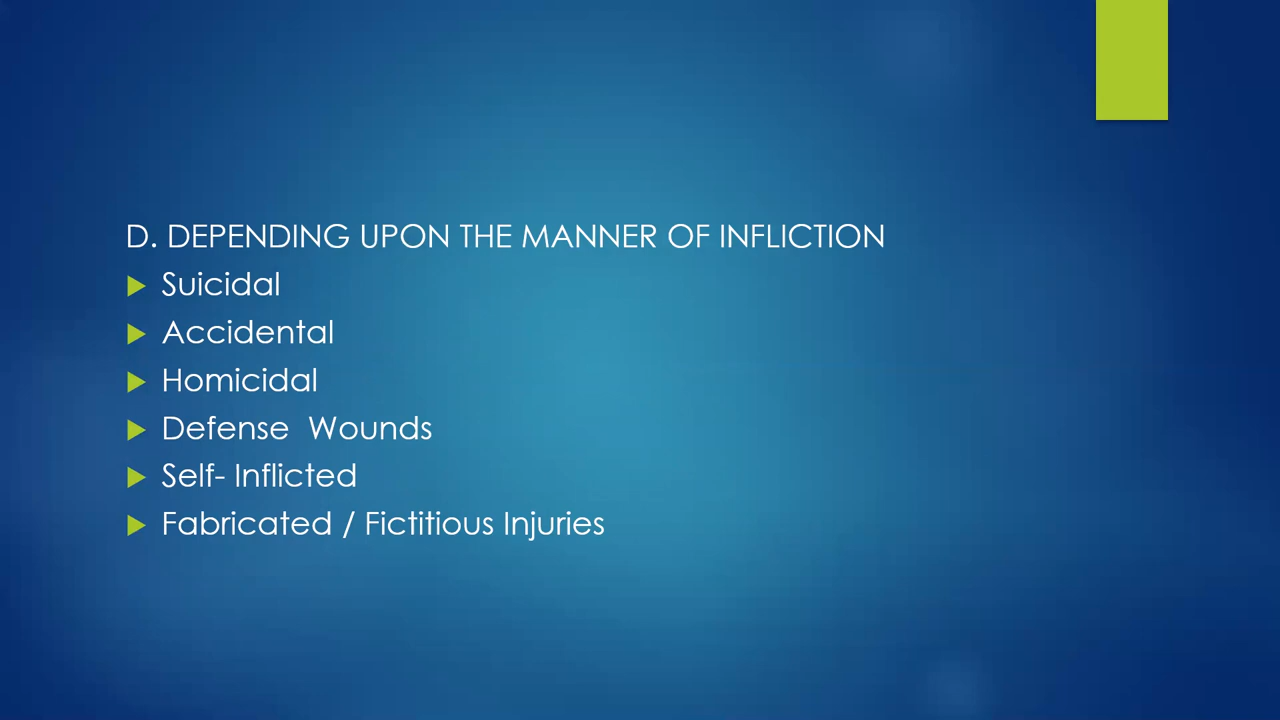 D. DEPENDING UPON THE MANNER OF INFLICTION
Suicidal
Accidental
Homicidal
Defense  Wounds
Self- Inflicted
Fabricated / Fictitious Injuries